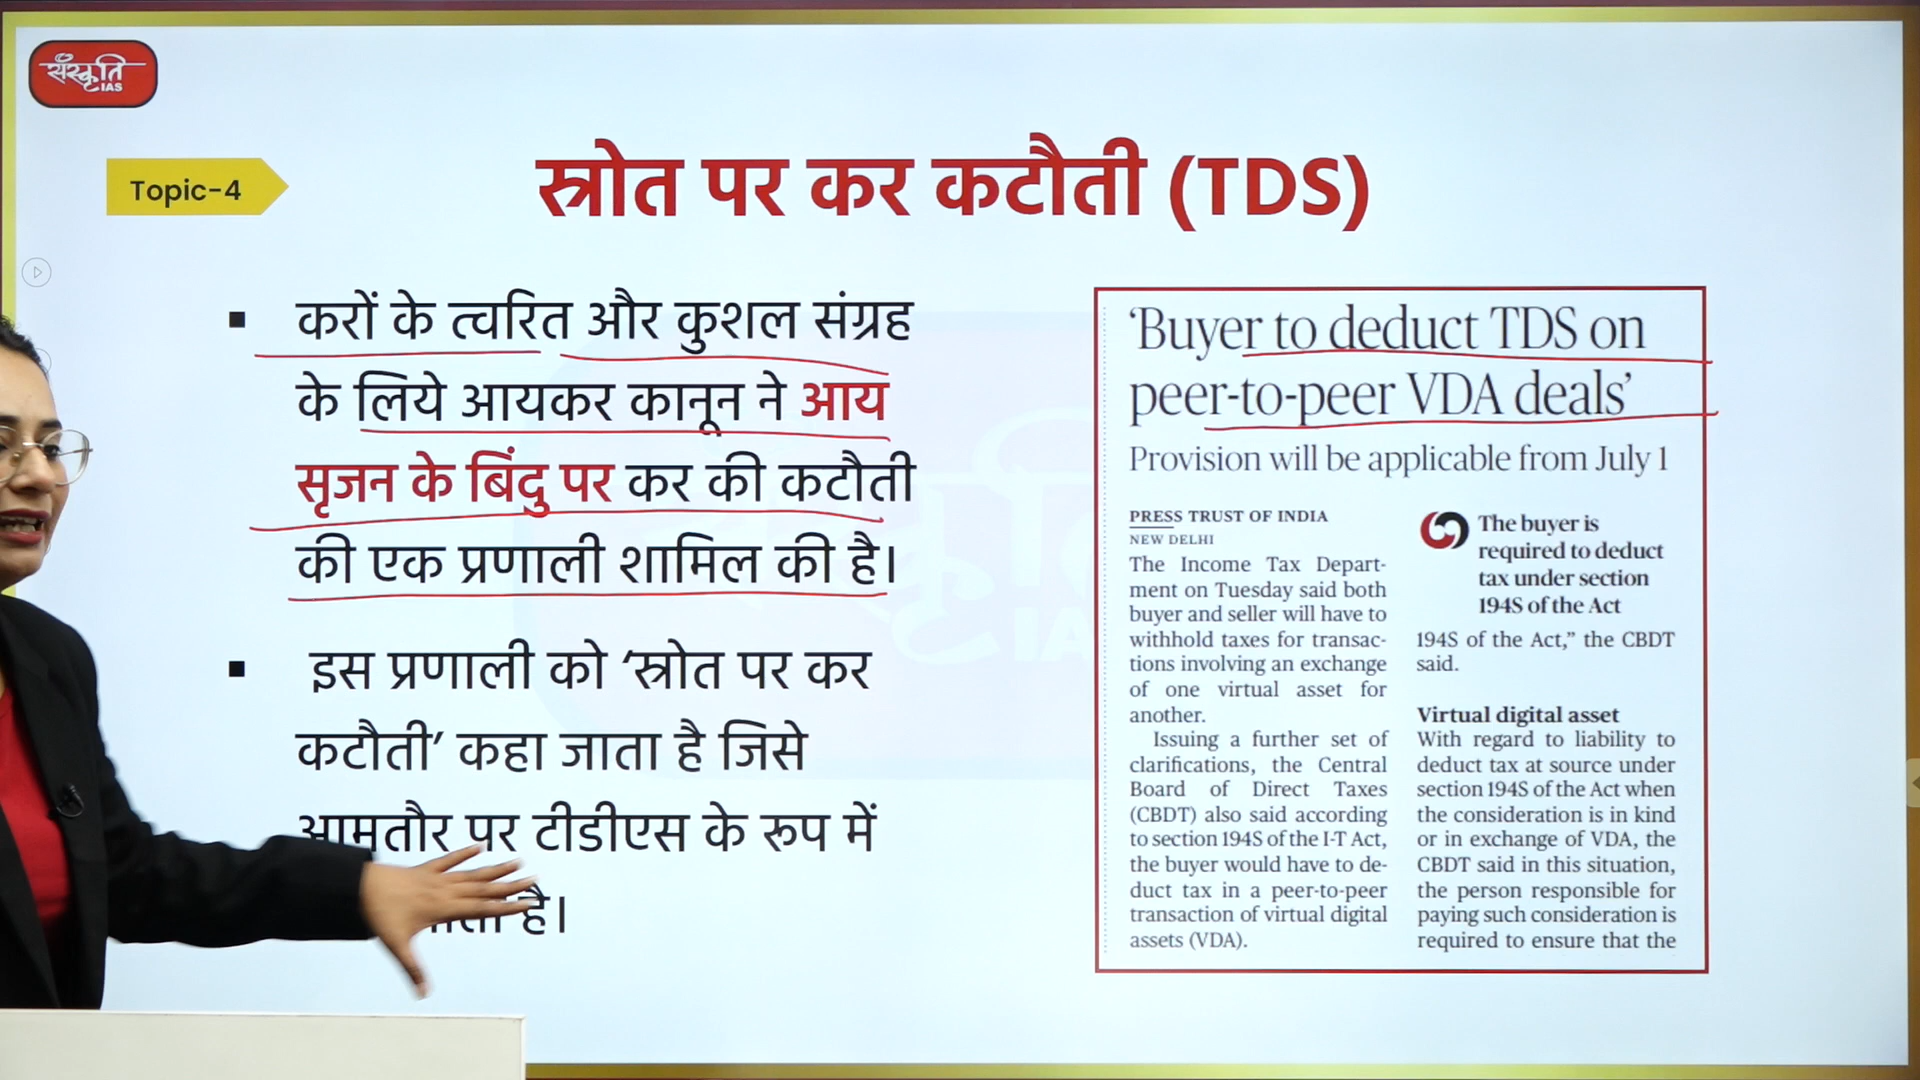 संस्कृति
IAS
Topic-4
स्रोत पर कर कटौती (TDS)
करों के त्वरित और कुशल संग्रह
के लिये आयकर कानून ने आय
सृजन के बिंदु पर कर की कटौती
की एक प्रणाली शामिल की है।
इस प्रणाली को ‘स्रोत पर कर
कटौती’ कहा जाता है जिसे
आमतौर पर टीडीएस के रूप में
है।
‘Buyer to deduct TDS on
peer-to-peer VDA deals’
Provision will be applicable from July 1
PRESS TRUST OF INDIA
NEW DELHI
The Income Tax Depart-
ment on Tuesday said both
buyer and seller will have to
withhold taxes for transac-
tions involving an exchange
of one virtual asset for
another.
Issuing a further set of
clarifications, the Central
Board of Direct Taxes
(CBDT) also said according
to section 194S of the I-T Act,
the buyer would have to de-
duct tax in a peer-to-peer
transaction of virtual digital
assets (VDA).
The buyer is
required to deduct
tax under section
194S of the Act
194S of the Act,” the CBDT
said.
Virtual digital asset
With regard to liability to
deduct tax at source under
section 194S of the Act when
the consideration is in kind
or in exchange of VDA, the
CBDT said in this situation,
the person responsible for
paying such consideration is
required to ensure that the